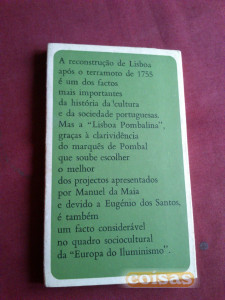 A reconstrução de Lisboa
após o terramoto de 1755
é um dos factos
mais importantes
da história da cultura
e da sociedade portuguesas.
Mas a “Lisboa Pombalina”,
graças à clarividência
do marquês de Pombal
que soube escolher
o melhor
dos projectos apresentados
por Manuel da Maia
e devido a Eugénio dos Santos,
é também
um facto considerável
no quadro sociocultural
da “Europa do Iluminismo”.
coisas